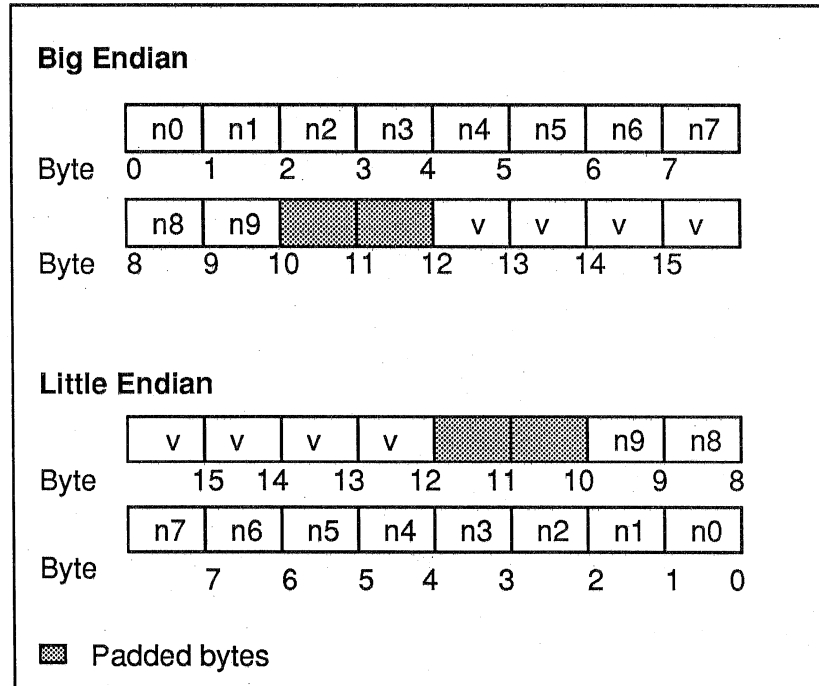 Big Endian
n0 n1 n2 n3 n4 n5 n6 n7
Byte 0 1 2 3 4 5 6 7
n8 n9 v v v v
Byte 8 9 10 11 12 13 14 15
Little Endian
v v v v n9 n8
Byte 15 14 13 12 11 10 9 8
n7 n6 n5 n4 n3 n2 n1 n0
Byte 7 6 5 4 3 2 1 0
Padded bytes